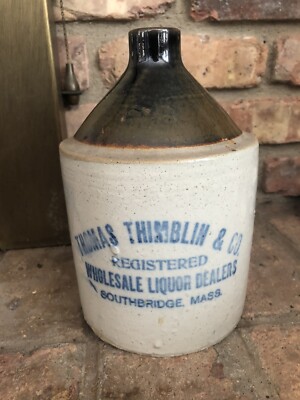 THOMAS THIMBLIN & CO.
REGISTERED
WHOLESALE LIQUOR DEALERS
SOUTHBRIDGE, MASS.